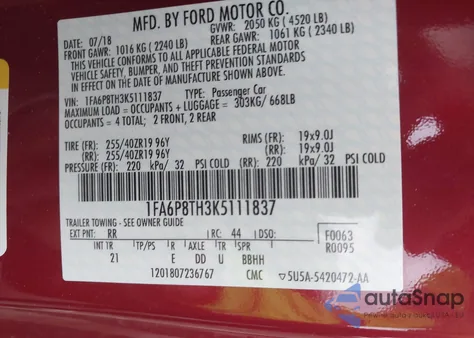 MFD. BY FORD MOTOR CO.
DATE: 07/18 GVWR: 2050 KG (4520 LB)
FRONT GAWR: 1016 KG (2240 LB) REAR GAWR: 1061 KG (2340 LB)
THIS VEHICLE CONFORMS TO ALL APPLICABLE FEDERAL MOTOR
VEHICLE SAFETY, BUMPER, AND THEFT PREVENTION STANDARDS
IN EFFECT ON THE DATE OF MANUFACTURE SHOWN ABOVE.
VIN: 1FA6P8TH3K5111837 TYPE: Passenger Car
MAXIMUM LOAD = OCCUPANTS + LUGGAGE = 303KG/ 668LB
OCCUPANTS = 4 TOTAL; 2 FRONT, 2 REAR
TIRE (FR): 255/40ZR19 96Y RIMS (FR): 19x9.0J
TIRE (RR): 255/40ZR19 96Y (RR): 19x9.0J
PRESSURE (FR): 220 kPa/ 32 PSI COLD (RR): 220 kPa/ 32 PSI COLD
1FA6P8TH3K5111837
TRAILER TOWING - SEE OWNER GUIDE
EXT PNT: RR RC: 44 DSO: F0063
R0095
INT TR TP/PS R AXLE TR SPR
21 E DD U BBHH
1201807236767 CMC ▽5U5A-5420472-AA
autoSnap